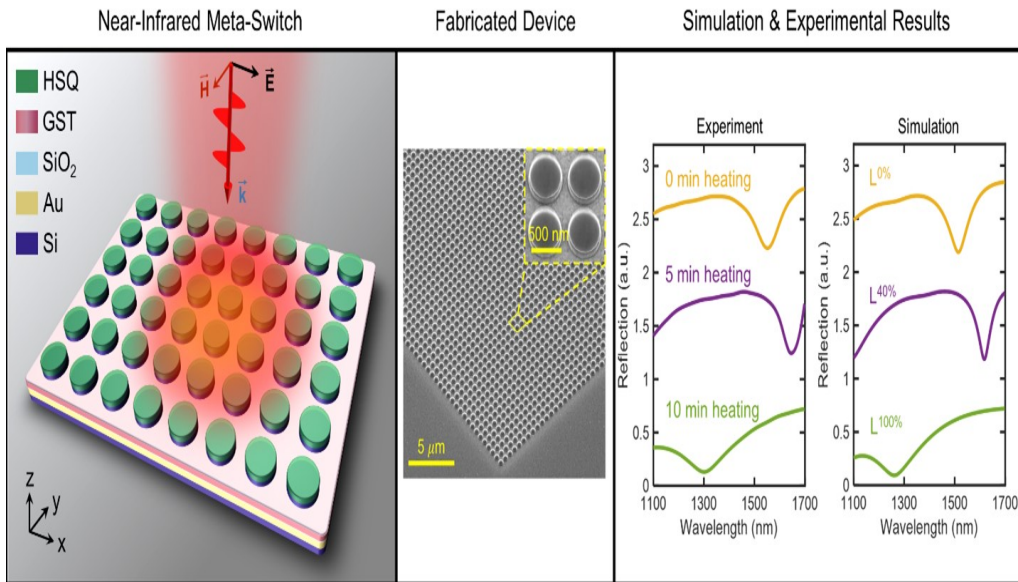 Near-Infrared Meta-Switch
Fabricated Device
Simulation & Experimental Results
HSQ
GST
SiO₂
Au
Si
H
E
k
z
y
x
500 nm
5 μm
Experiment
Reflection (a.u.)
3
2.5
2
1.5
1
0.5
0
0 min heating
5 min heating
10 min heating
1100 1300 1500 1700
Wavelength (nm)
Simulation
Reflection (a.u.)
3
2.5
2
1.5
1
0.5
0
L⁰%
L⁴⁰%
L¹⁰⁰%
1100 1300 1500 1700
Wavelength (nm)